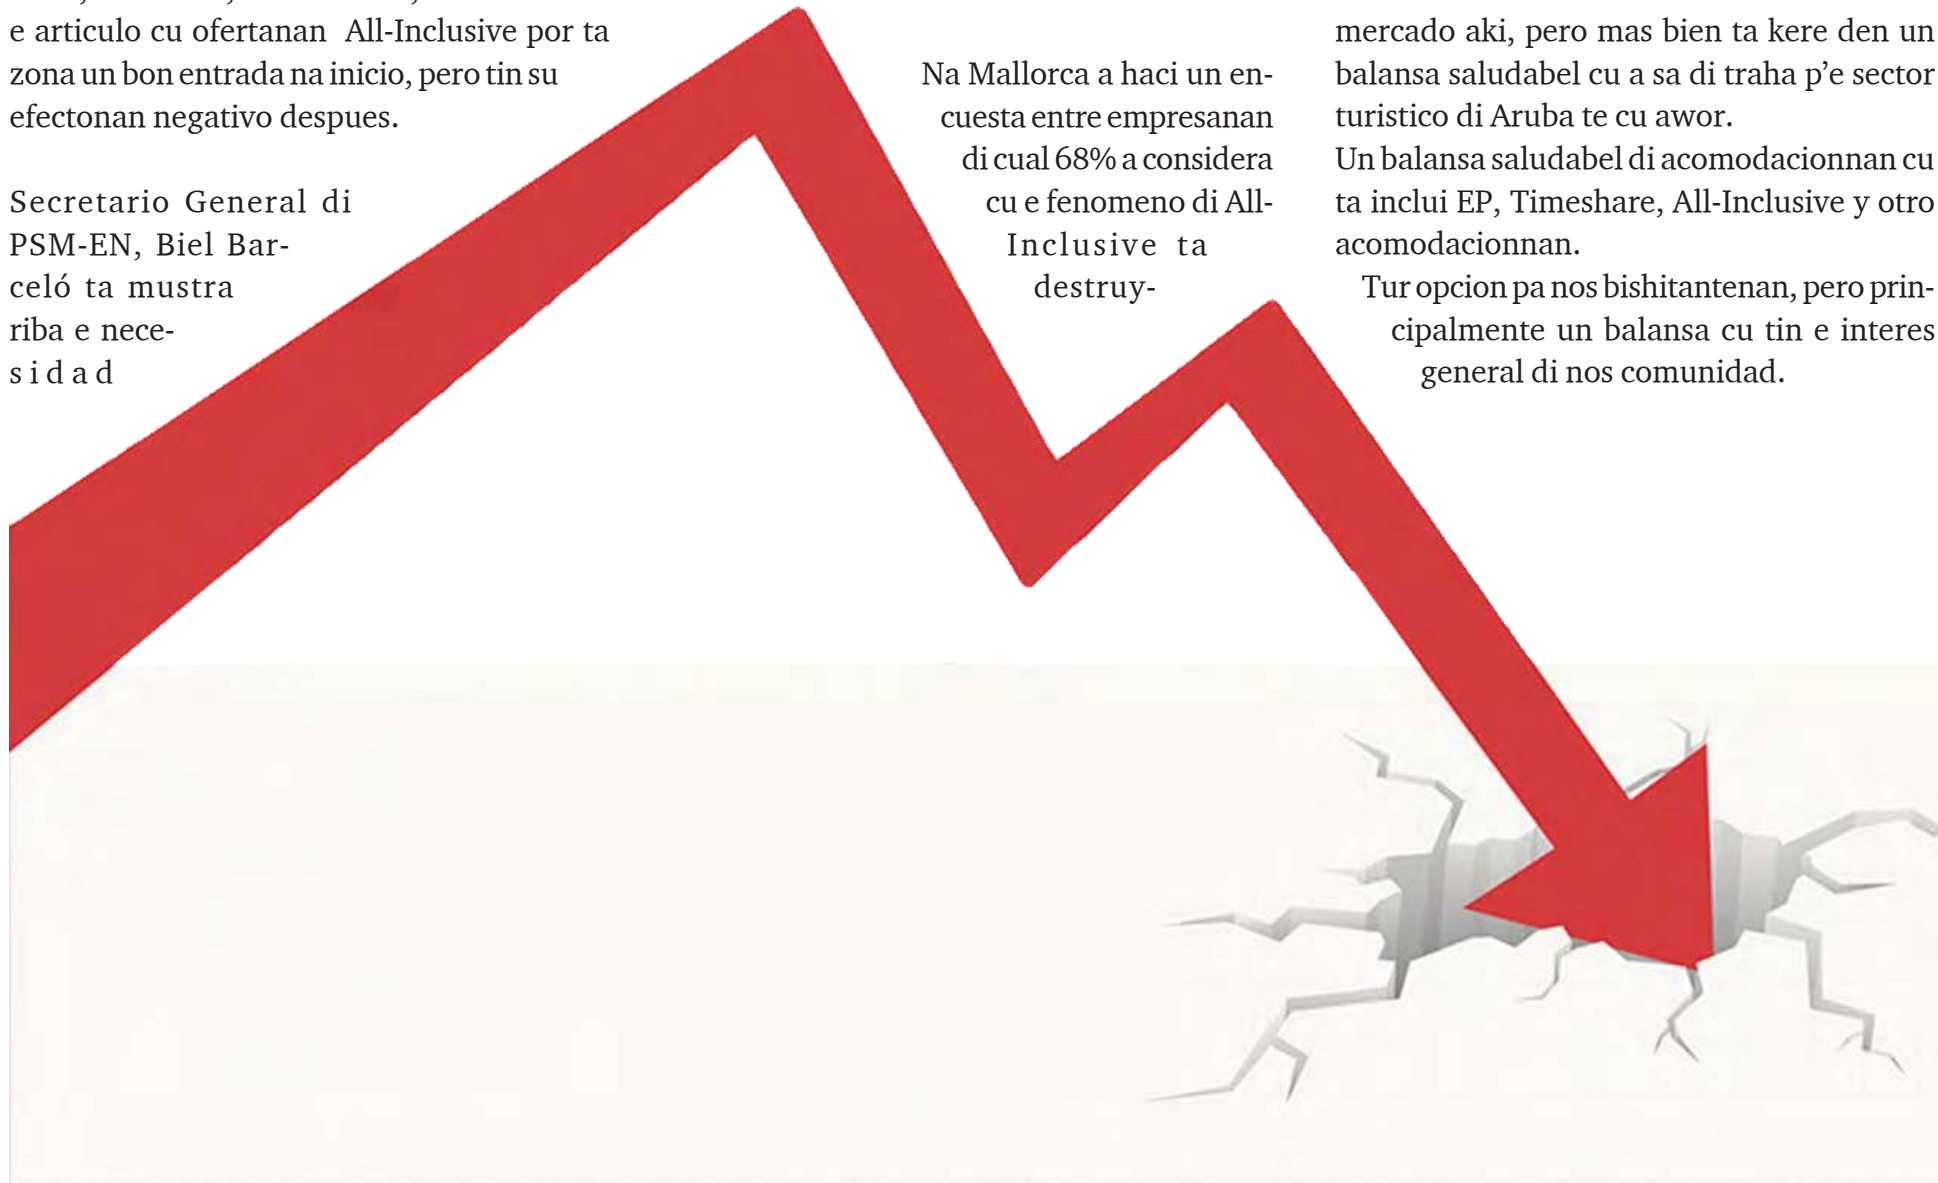 e articulo cu ofertanan All-Inclusive por ta
zona un bon entrada na inicio, pero tin su
efectonan negativo despues.
Secretario General di
PSM-EN, Biel Bar-
celó ta mustra
riba e nece-
sidad
Na Mallorca a haci un en-
cuesta entre empresanan
di cual 68% a considera
cu e fenomeno di All-
Inclusive ta
destruy-
mercado aki, pero mas bien ta kere den un
balansa saludabel cu a sa di traha p'e sector
turistico di Aruba te cu awor.
Un balansa saludabel di acomodacionnan cu
ta inclui EP, Timeshare, All-Inclusive y otro
acomodacionnan.
Tur opcion pa nos bishitantenan, pero prin-
cipalmente un balansa cu tin e interes
general di nos comunidad.